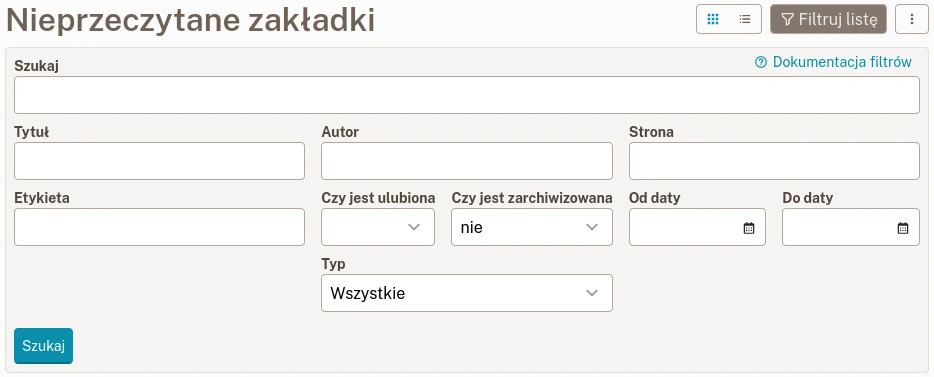 Nieprzeczytane zakładki
Filtruj listę
Szukaj
Dokumentacja filtrów
Tytuł
Autor
Strona
Etykieta
Czy jest ulubiona
Czy jest zarchiwizowana
nie
Od daty
Do daty
Typ
Wszystkie
Szukaj